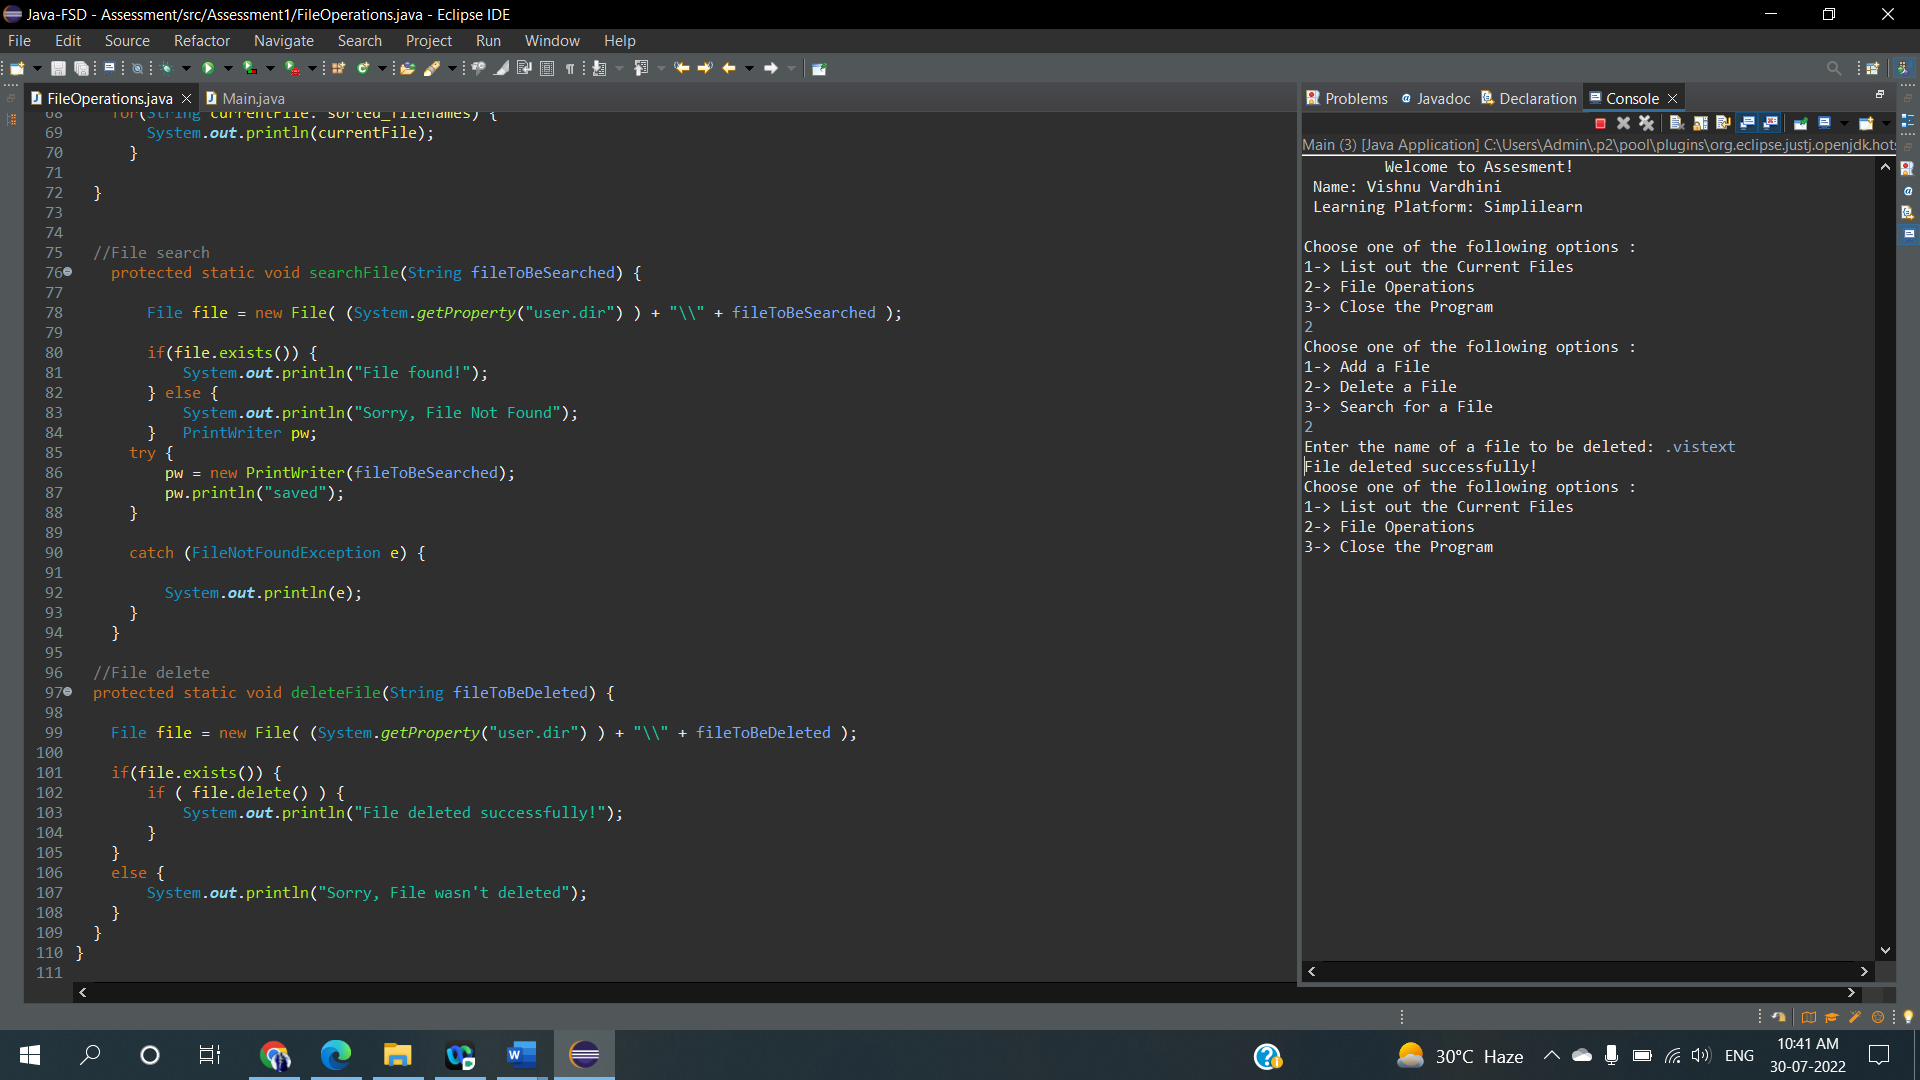 Java-FSD - Assessment/src/Assessment1/FileOperations.java - Eclipse IDE
File Edit Source Refactor Navigate Search Project Run Window Help
FileOperations.java
Main.java
68 for(String currentFile: sorted_filenames) {
69 System.out.println(currentFile);
70 }
71
72 }
73
74
75 //File search
76 protected static void searchFile(String fileToBeSearched) {
77
78 File file = new File( (System.getProperty("user.dir") ) + "\\" + fileToBeSearched );
79
80 if(file.exists()) {
81 System.out.println("File found!");
82 } else {
83 System.out.println("Sorry, File Not Found");
84 } PrintWriter pw;
85 try {
86 pw = new PrintWriter(fileToBeSearched);
87 pw.println("saved");
88 }
89
90 catch (FileNotFoundException e) {
91
92 System.out.println(e);
93 }
94 }
95
96 //File delete
97 protected static void deleteFile(String fileToBeDeleted) {
98
99 File file = new File( (System.getProperty("user.dir") ) + "\\" + fileToBeDeleted );
100
101 if(file.exists()) {
102 if ( file.delete() ) {
103 System.out.println("File deleted successfully!");
104 }
105 }
106 else {
107 System.out.println("Sorry, File wasn't deleted");
108 }
109 }
110 }
111
Problems Javadoc Declaration Console
Main (3) [Java Application] C:\Users\Admin\.p2\pool\plugins\org.eclipse.justj.openjdk.hots
Welcome to Assesment!
Name: Vishnu Vardhini
Learning Platform: Simplilearn
Choose one of the following options :
1-> List out the Current Files
2-> File Operations
3-> Close the Program
2
Choose one of the following options :
1-> Add a File
2-> Delete a File
3-> Search for a File
2
Enter the name of a file to be deleted: .vistext
File deleted successfully!
Choose one of the following options :
1-> List out the Current Files
2-> File Operations
3-> Close the Program
30°C Haze
ENG
10:41 AM
30-07-2022